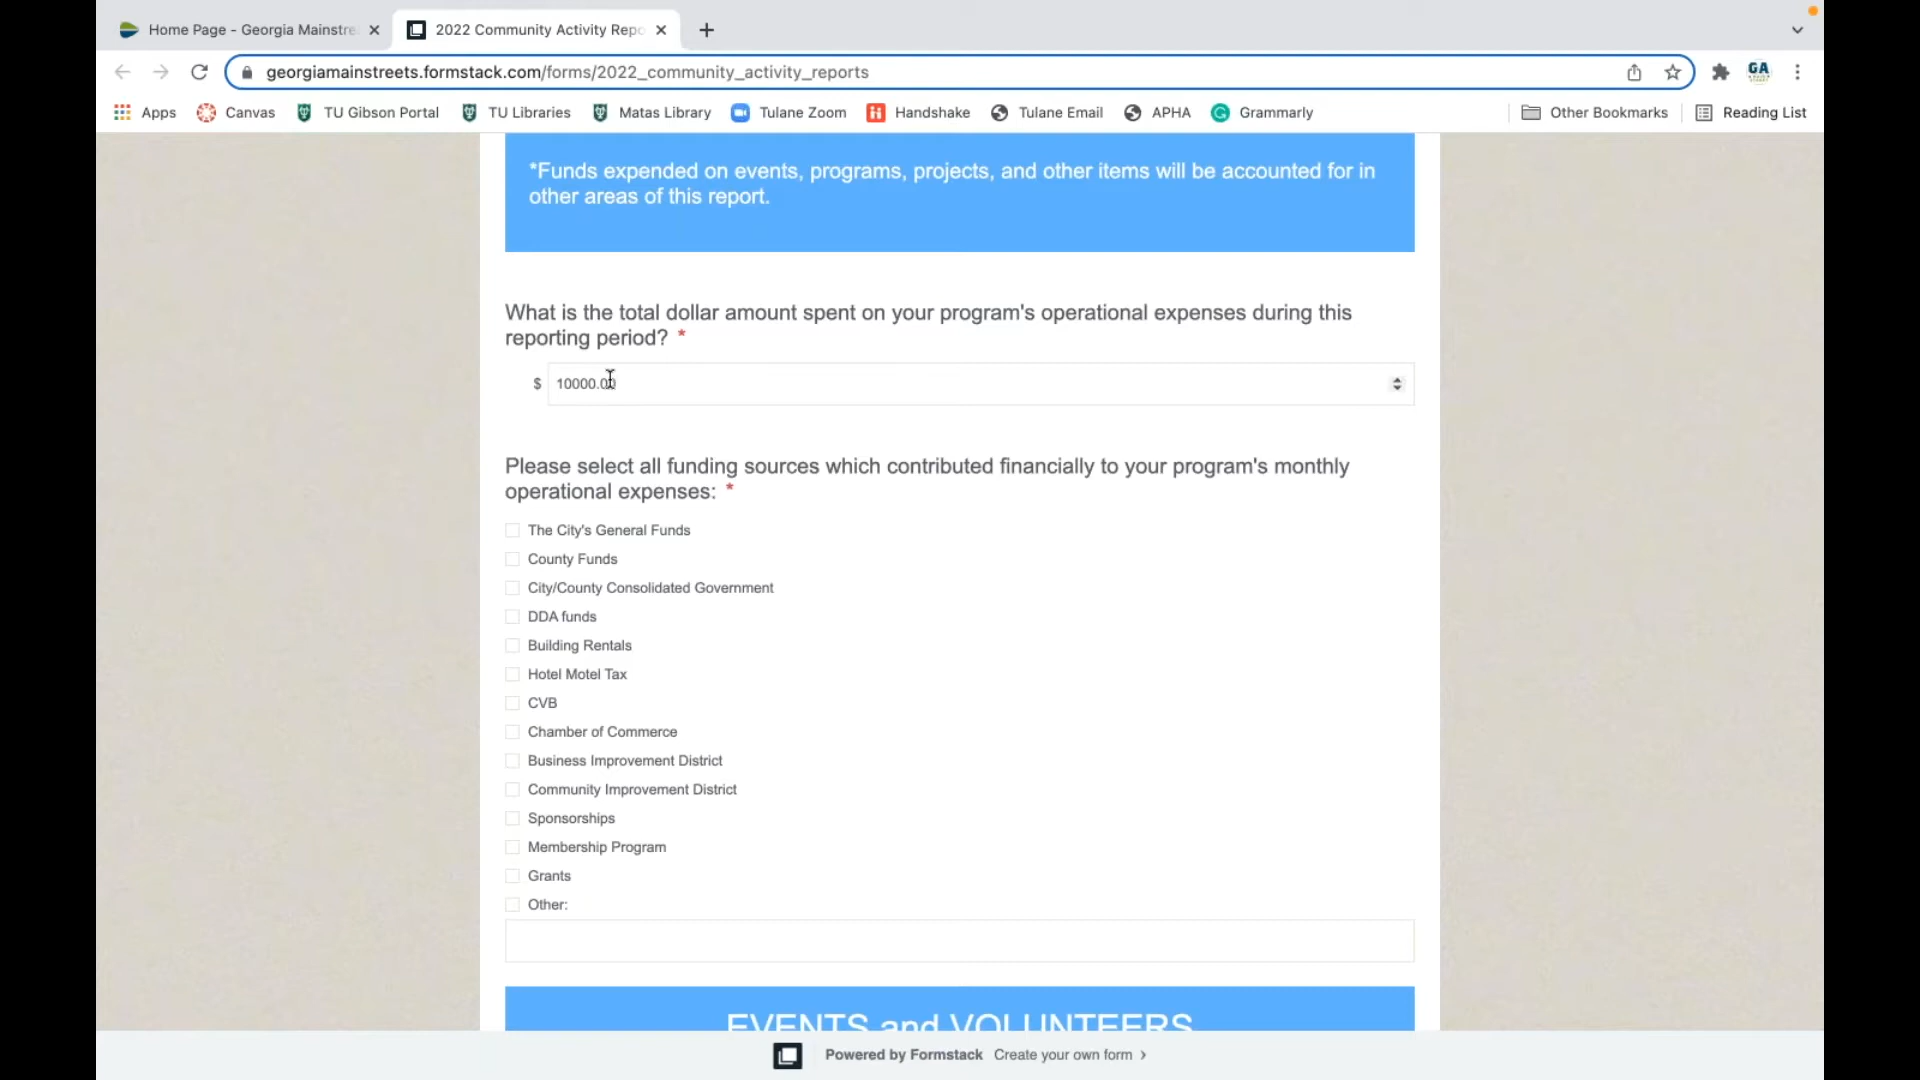 Home Page - Georgia Mainstre
2022 Community Activity Repo
georgiamainstreets.formstack.com/forms/2022_community_activity_reports
GA
Apps
Canvas
TU Gibson Portal
TU Libraries
Matas Library
Tulane Zoom
Handshake
Tulane Email
APHA
Grammarly
Other Bookmarks
Reading List
*Funds expended on events, programs, projects, and other items will be accounted for in
other areas of this report.
What is the total dollar amount spent on your program's operational expenses during this
reporting period? *
$ 10000.00
Please select all funding sources which contributed financially to your program's monthly
operational expenses: *
The City's General Funds
County Funds
City/County Consolidated Government
DDA funds
Building Rentals
Hotel Motel Tax
CVB
Chamber of Commerce
Business Improvement District
Community Improvement District
Sponsorships
Membership Program
Grants
Other:
EVENTS and VOLUNTEERS
Powered by Formstack Create your own form ›